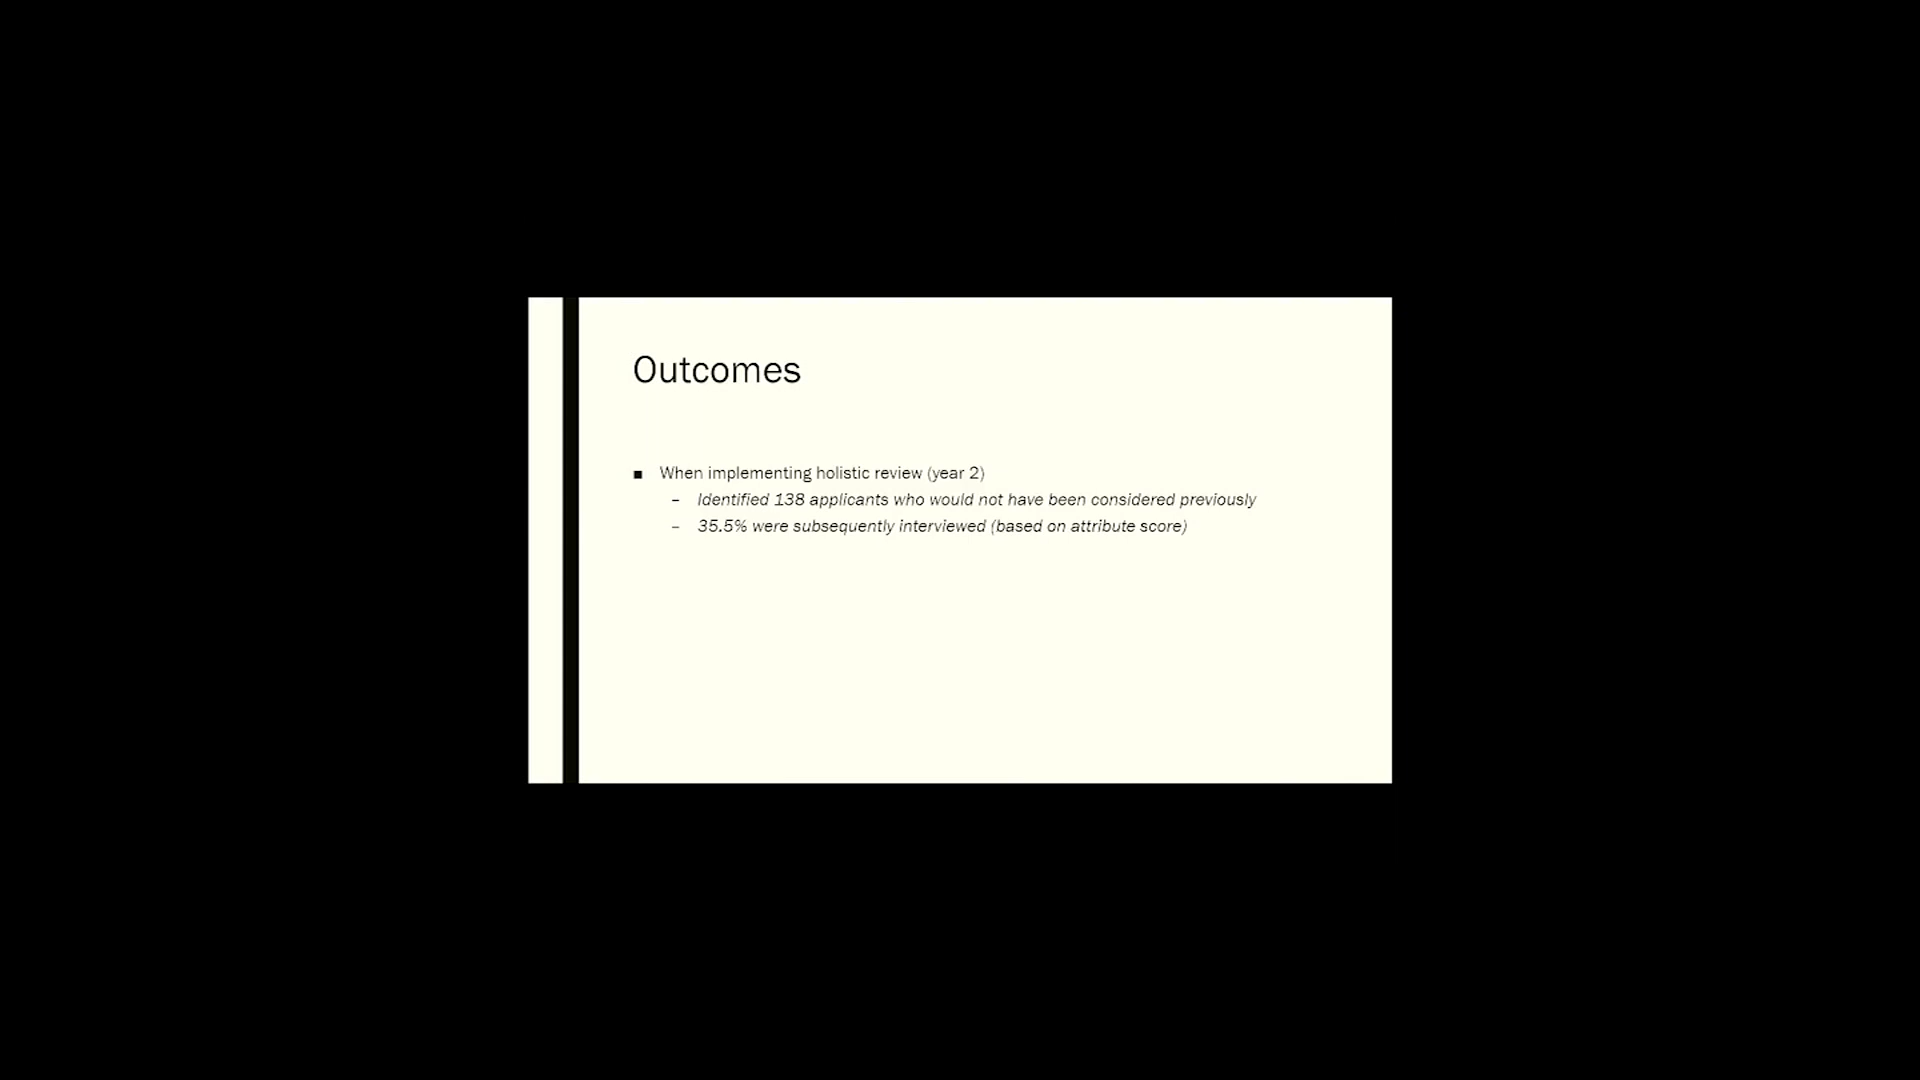 Outcomes
■ When implementing holistic review (year 2)
– Identified 138 applicants who would not have been considered previously
– 35.5% were subsequently interviewed (based on attribute score)